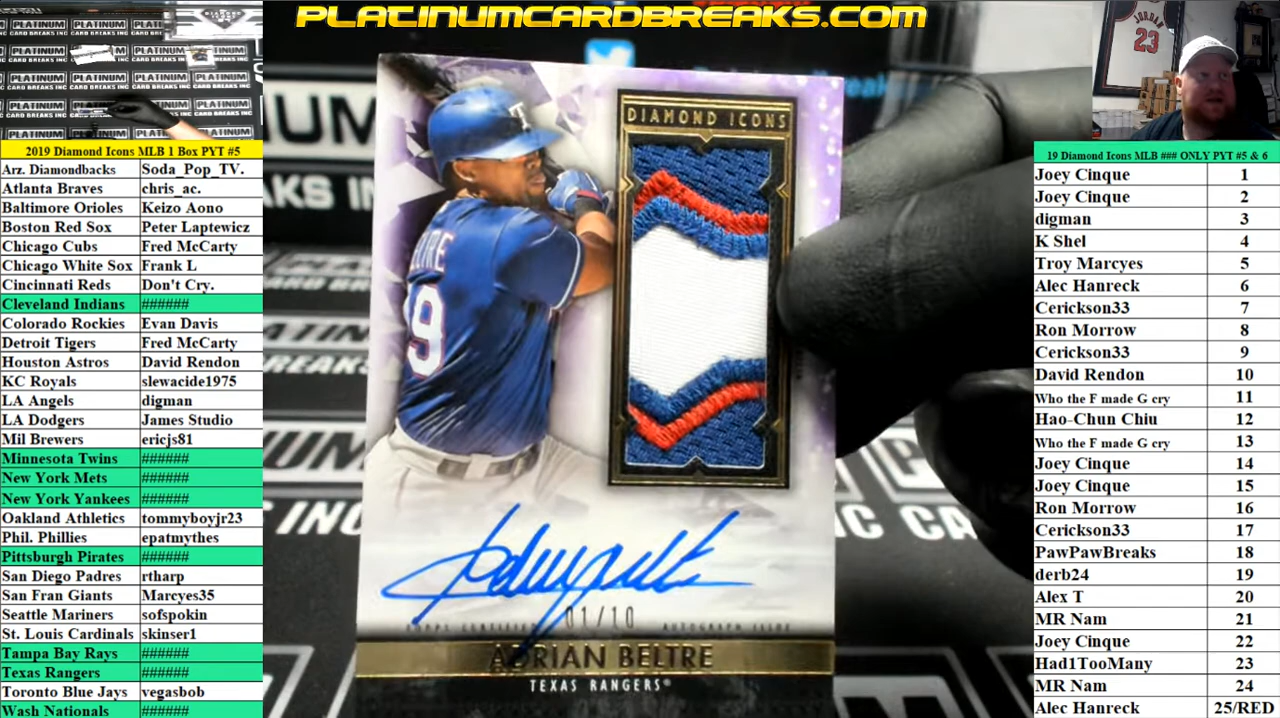 PLATINUMCARDBREAKS.COM
2019 Diamond Icons MLB 1 Box PYT #5
Arz. Diamondbacks Soda_Pop_TV.
Atlanta Braves chris_ac.
Baltimore Orioles Keizo Aono
Boston Red Sox Peter Laptewicz
Chicago Cubs Fred McCarty
Chicago White Sox Frank L
Cincinnati Reds Don't Cry.
Cleveland Indians ######
Colorado Rockies Evan Davis
Detroit Tigers Fred McCarty
Houston Astros David Rendon
KC Royals slewacide1975
LA Angels digman
LA Dodgers James Studio
Mil Brewers ericjs81
Minnesota Twins ######
New York Mets ######
New York Yankees ######
Oakland Athletics tommyboyjr23
Phil. Phillies epatmythes
Pittsburgh Pirates ######
San Diego Padres rtharp
San Fran Giants Marcyes35
Seattle Mariners sofspokin
St. Louis Cardinals skinser1
Tampa Bay Rays ######
Texas Rangers ######
Toronto Blue Jays vegasbob
Wash Nationals ######
DIAMOND ICONS
9
01/10
TOPPS CERTIFIED AUTOGRAPH ISSUE
ADRIAN BELTRE
TEXAS RANGERS®
JORDAN
23
19 Diamond Icons MLB ### ONLY PYT #5 & 6
Joey Cinque 1
Joey Cinque 2
digman 3
K Shel 4
Troy Marcyes 5
Alec Hanreck 6
Cerickson33 7
Ron Morrow 8
Cerickson33 9
David Rendon 10
Who the F made G cry 11
Hao-Chun Chiu 12
Who the F made G cry 13
Joey Cinque 14
Joey Cinque 15
Ron Morrow 16
Cerickson33 17
PawPawBreaks 18
derb24 19
Alex T 20
MR Nam 21
Joey Cinque 22
Had1TooMany 23
MR Nam 24
Alec Hanreck 25/RED